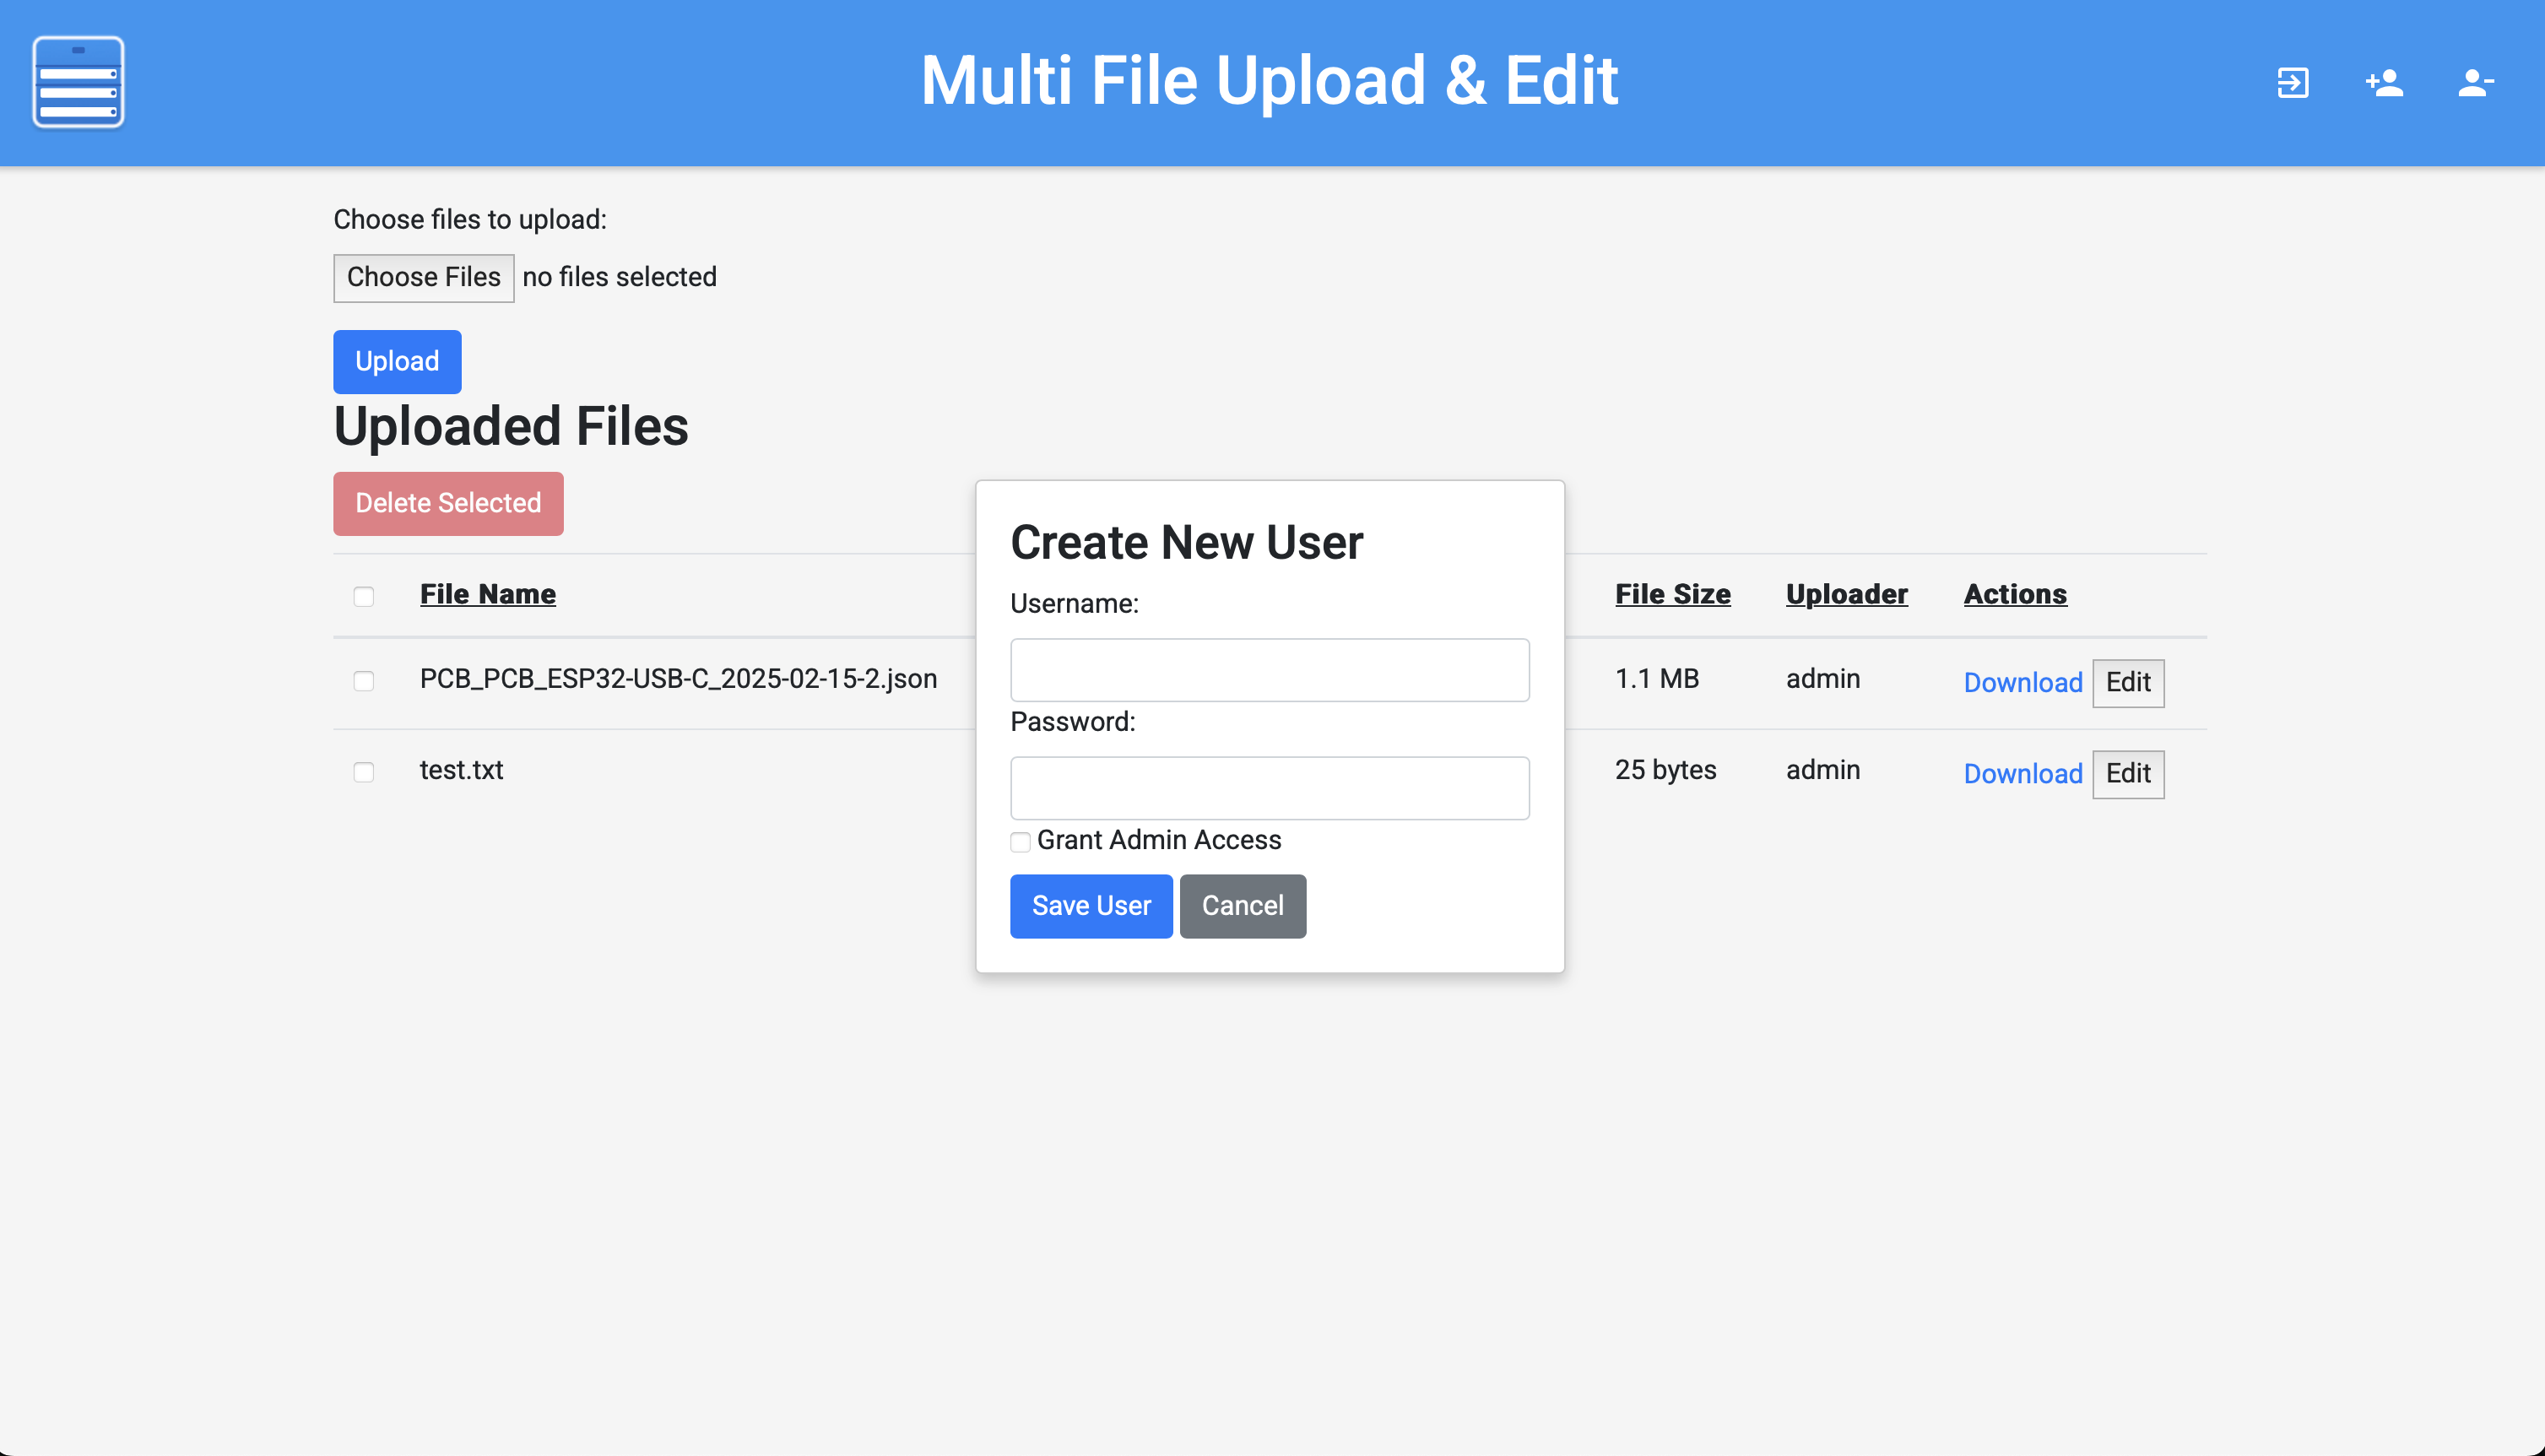 Multi File Upload & Edit
Choose files to upload:
Choose Files no files selected
Upload
Uploaded Files
Delete Selected
File Name File Size Uploader Actions
PCB_PCB_ESP32-USB-C_2025-02-15-2.json 1.1 MB admin Download Edit
test.txt 25 bytes admin Download Edit
Create New User
Username:
Password:
Grant Admin Access
Save User Cancel